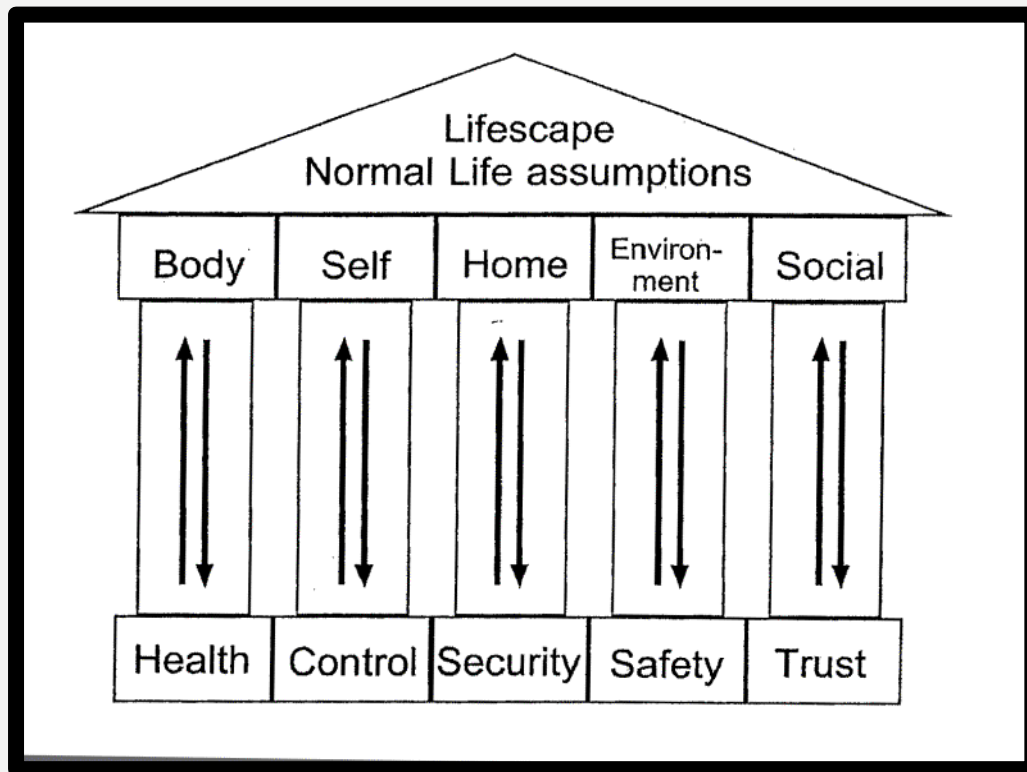 Lifescape
Normal Life assumptions
Body Self Home Environ-
ment Social
Health Control Security Safety Trust